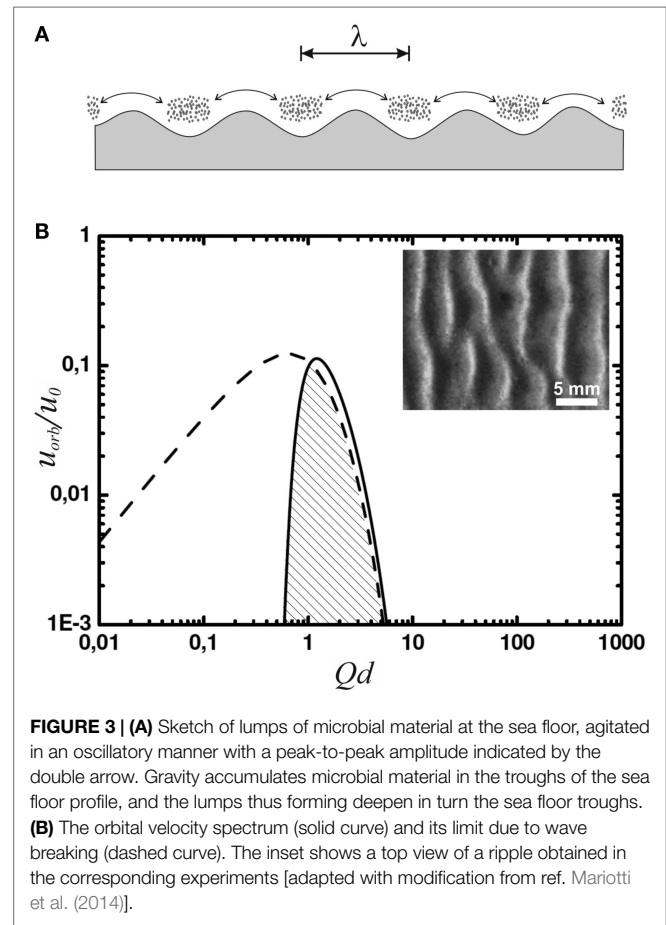 A
λ
B
1
0,1
0,01
1E-3
u_orb/u_0
5 mm
0,01 0,1 1 10 100 1000
Qd
FIGURE 3 | (A) Sketch of lumps of microbial material at the sea floor, agitated
in an oscillatory manner with a peak-to-peak amplitude indicated by the
double arrow. Gravity accumulates microbial material in the troughs of the sea
floor profile, and the lumps thus forming deepen in turn the sea floor troughs.
(B) The orbital velocity spectrum (solid curve) and its limit due to wave
breaking (dashed curve). The inset shows a top view of a ripple obtained in
the corresponding experiments [adapted with modification from ref. Mariotti
et al. (2014)].